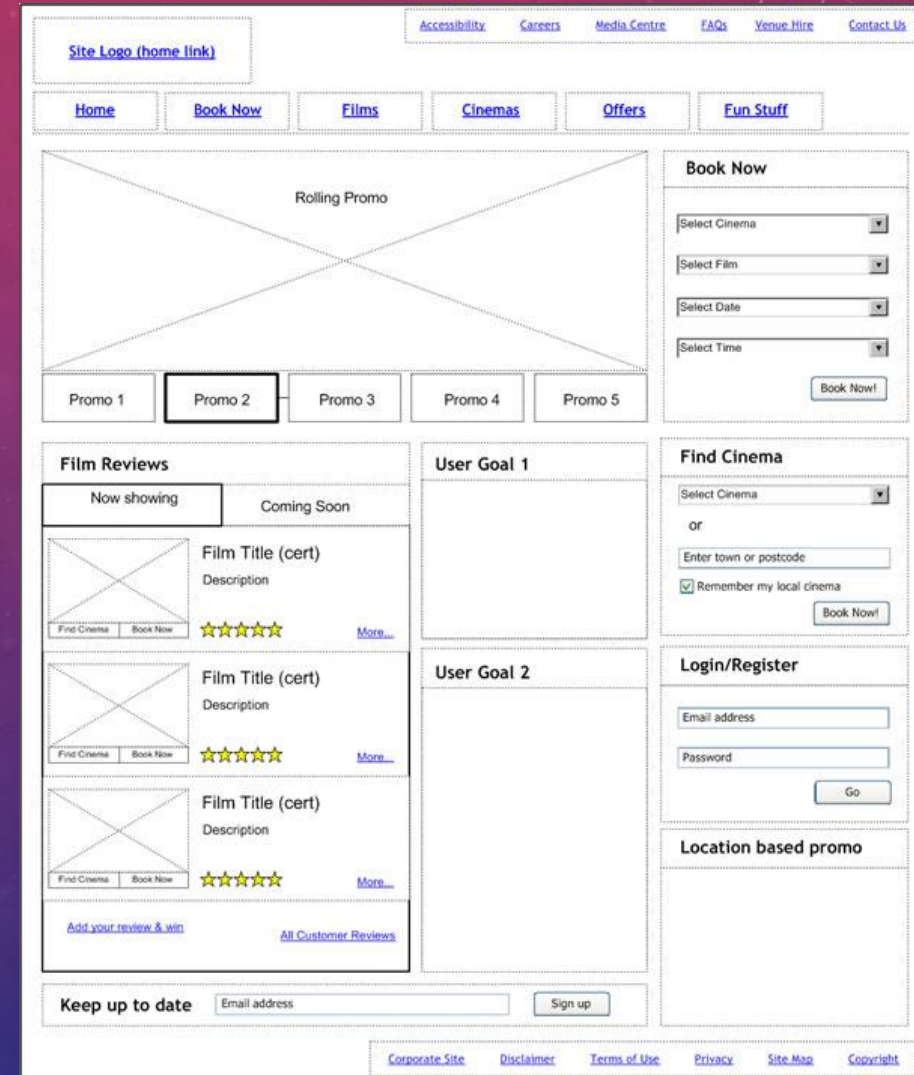 Accessibility Careers Media Centre FAQs Venue Hire Contact Us
Site Logo (home link)
Home Book Now Films Cinemas Offers Fun Stuff
Rolling Promo
Promo 1 Promo 2 Promo 3 Promo 4 Promo 5
Book Now
Select Cinema
Select Film
Select Date
Select Time
Book Now!
Film Reviews
Now showing Coming Soon
Film Title (cert)
Description
Find Cinema Book Now More...
Film Title (cert)
Description
Find Cinema Book Now More...
Film Title (cert)
Description
Find Cinema Book Now More...
Add your review & win All Customer Reviews
User Goal 1
User Goal 2
Find Cinema
Select Cinema
or
Enter town or postcode
Remember my local cinema
Book Now!
Login/Register
Email address
Password
Go
Location based promo
Keep up to date Email address Sign up
Corporate Site Disclaimer Terms of Use Privacy Site Map Copyright